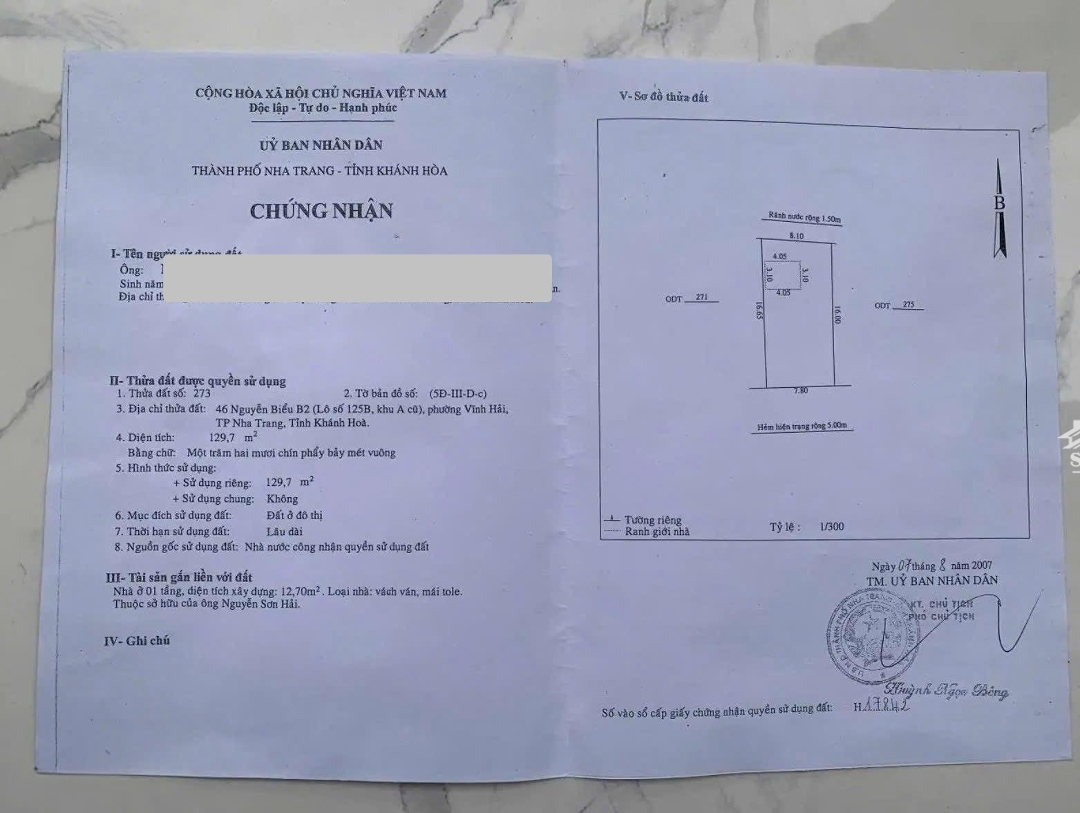 CỘNG HÒA XÃ HỘI CHỦ NGHĨA VIỆT NAM
Độc lập - Tự do - Hạnh phúc
UỶ BAN NHÂN DÂN
THÀNH PHỐ NHA TRANG - TỈNH KHÁNH HÒA
CHỨNG NHẬN
I- Tên người sử dụng đất
Ông:
Sinh năm
Địa chỉ th
II- Thửa đất được quyền sử dụng
1. Thửa đất số: 273 2. Tờ bản đồ số: (5Đ-III-D-c)
3. Địa chỉ thửa đất: 46 Nguyễn Biểu B2 (Lô số 125B, khu A cũ), phường Vĩnh Hải,
TP Nha Trang, Tỉnh Khánh Hoà.
4. Diện tích: 129,7 m²
Bằng chữ: Một trăm hai mươi chín phẩy bảy mét vuông
5. Hình thức sử dụng:
+ Sử dụng riêng: 129,7 m²
+ Sử dụng chung: Không
6. Mục đích sử dụng đất: Đất ở đô thị
7. Thời hạn sử dụng đất: Lâu dài
8. Nguồn gốc sử dụng đất: Nhà nước công nhận quyền sử dụng đất
III- Tài sản gắn liền với đất
Nhà ở 01 tầng, diện tích xây dựng: 12,70m². Loại nhà: vách ván, mái tole.
Thuộc sở hữu của ông Nguyễn Sơn Hải.
IV- Ghi chú
V- Sơ đồ thửa đất
B
Rãnh nước rộng 1.50m
8.10
4.05
3.10
3.10
4.05
ODT 271
16.65
16.00
ODT 275
7.80
Hẻm hiện trạng rộng 5.00m
Tường riêng
Ranh giới nhà
Tỷ lệ : 1/300
Ngày 07 tháng 8 năm 2007
TM. UỶ BAN NHÂN DÂN
KT. CHỦ TỊCH
PHÓ CHỦ TỊCH
Huỳnh Ngọc Bông
Số vào sổ cấp giấy chứng nhận quyền sử dụng đất: H.17842